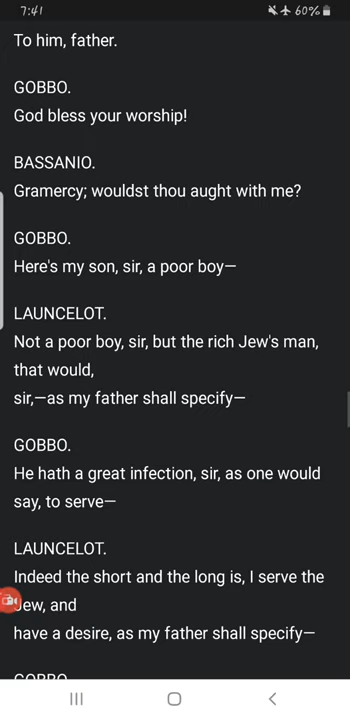 7:41 60%
To him, father.
GOBBO.
God bless your worship!
BASSANIO.
Gramercy; wouldst thou aught with me?
GOBBO.
Here's my son, sir, a poor boy—
LAUNCELOT.
Not a poor boy, sir, but the rich Jew's man,
that would,
sir,—as my father shall specify—
GOBBO.
He hath a great infection, sir, as one would
say, to serve—
LAUNCELOT.
Indeed the short and the long is, I serve the
Jew, and
have a desire, as my father shall specify—
GOBBO